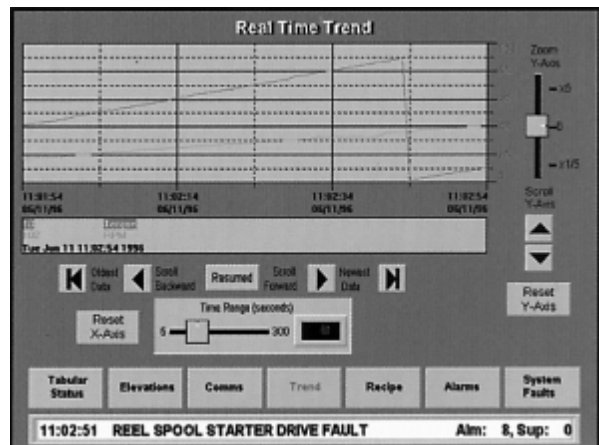 Real Time Trend
Zoom
Y-Axis
x5
0
x1/5
Scroll
Y-Axis
11:01:54
06/11/96
11:02:14
06/11/96
11:02:34
06/11/96
11:02:54
06/11/96
Tue Jun 11 11:02:54 1996
Oldest
Data
Scroll
Backward
Resumed
Scroll
Forward
Newest
Data
Reset
Y-Axis
Reset
X-Axis
Time Range (seconds)
5
300
Tabular
Status
Elevations
Comms
Trend
Recipe
Alarms
System
Faults
11:02:51 REEL SPOOL STARTER DRIVE FAULT Alm: 8, Sup: 0